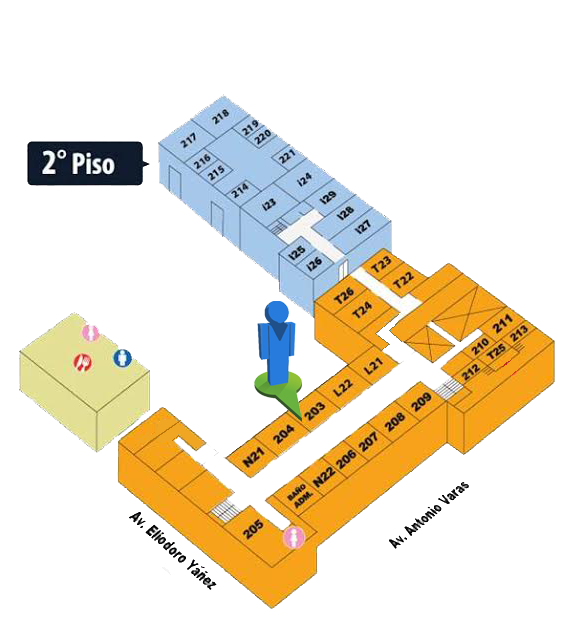 2° Piso
218
217
219
220
216
221
215
214
I24
I23
I29
I28
I27
I25
I26
T23
T22
T26
T24
211
213
210
T25
212
L21
L22
203
204
N21
209
208
207
206
N22
BAÑO
ADM.
205
Av. Antonio Varas
Av. Eliodoro Yáñez